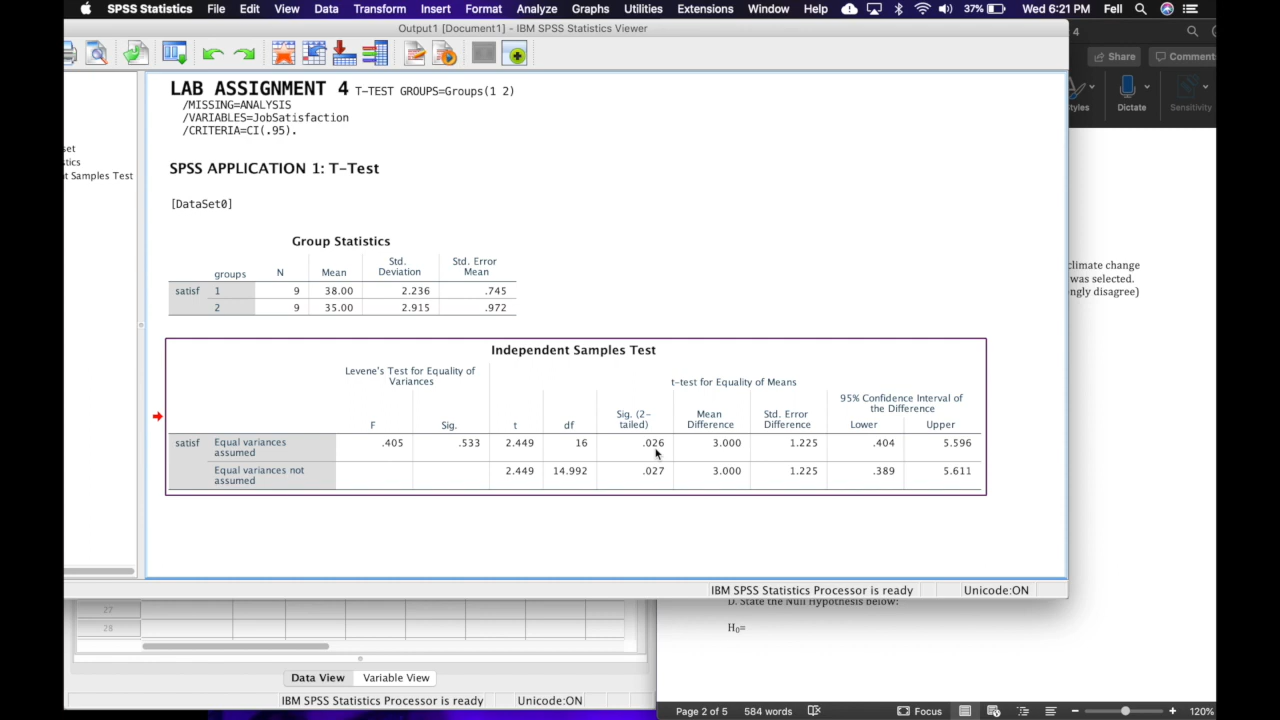 SPSS Statistics File Edit View Data Transform Insert Format Analyze Graphs Utilities Extensions Window Help 37% Wed 6:21 PM Fell
Output1 [Document1] - IBM SPSS Statistics Viewer
4
Share Comment
Styles Dictate Sensitivity
LAB ASSIGNMENT 4 T-TEST GROUPS=Groups(1 2)
/MISSING=ANALYSIS
/VARIABLES=JobSatisfaction
/CRITERIA=CI(.95).
set
stics
t Samples Test
SPSS APPLICATION 1: T-Test
[DataSet0]
Group Statistics
groups N Mean Std. Deviation Std. Error Mean
satisf 1 9 38.00 2.236 .745
2 9 35.00 2.915 .972
climate change
was selected.
ngly disagree)
Independent Samples Test
Levene's Test for Equality of Variances
t-test for Equality of Means
95% Confidence Interval of the Difference
F Sig. t df Sig. (2-tailed) Mean Difference Std. Error Difference Lower Upper
satisf Equal variances assumed .405 .533 2.449 16 .026 3.000 1.225 .404 5.596
Equal variances not assumed 2.449 14.992 .027 3.000 1.225 .389 5.611
IBM SPSS Statistics Processor is ready Unicode:ON
D. State the Null Hypothesis below:
H0=
27
28
Data View Variable View
IBM SPSS Statistics Processor is ready Unicode:ON
Page 2 of 5 584 words Focus 120%